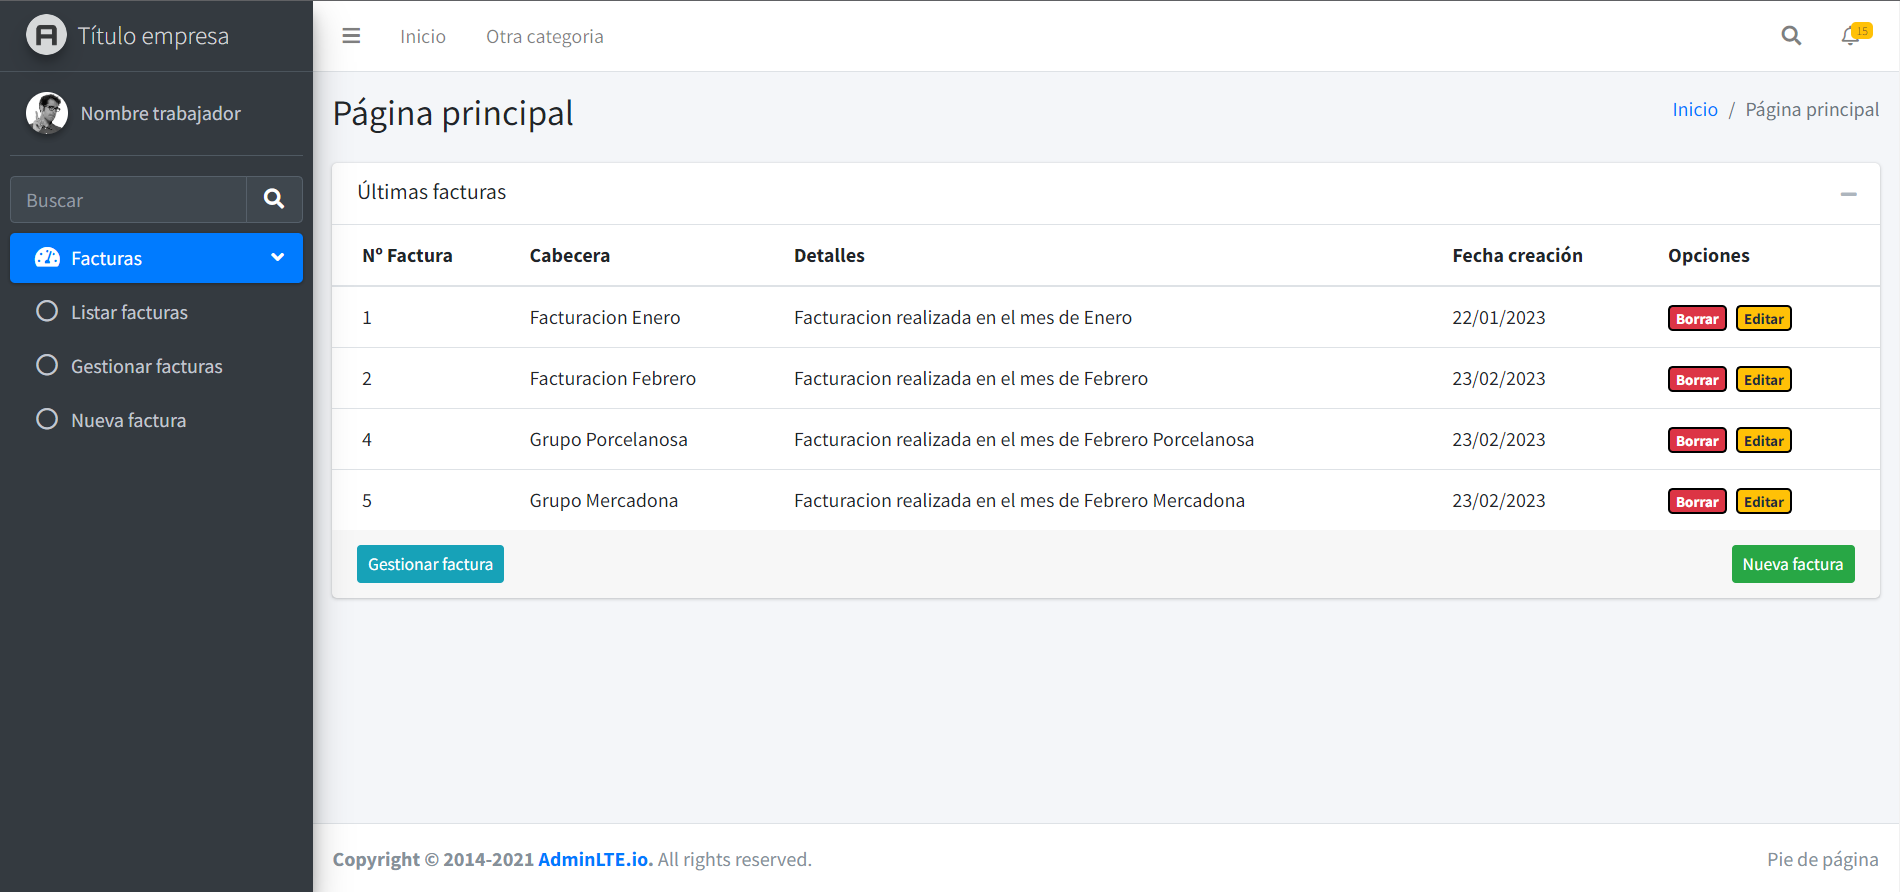 Título empresa
Nombre trabajador
Buscar
Facturas
Listar facturas
Gestionar facturas
Nueva factura
Inicio Otra categoria 15
Página principal
Inicio / Página principal
Últimas facturas
Nº Factura Cabecera Detalles Fecha creación Opciones
1 Facturacion Enero Facturacion realizada en el mes de Enero 22/01/2023 Borrar Editar
2 Facturacion Febrero Facturacion realizada en el mes de Febrero 23/02/2023 Borrar Editar
4 Grupo Porcelanosa Facturacion realizada en el mes de Febrero Porcelanosa 23/02/2023 Borrar Editar
5 Grupo Mercadona Facturacion realizada en el mes de Febrero Mercadona 23/02/2023 Borrar Editar
Gestionar factura Nueva factura
Copyright © 2014-2021 AdminLTE.io. All rights reserved. Pie de página